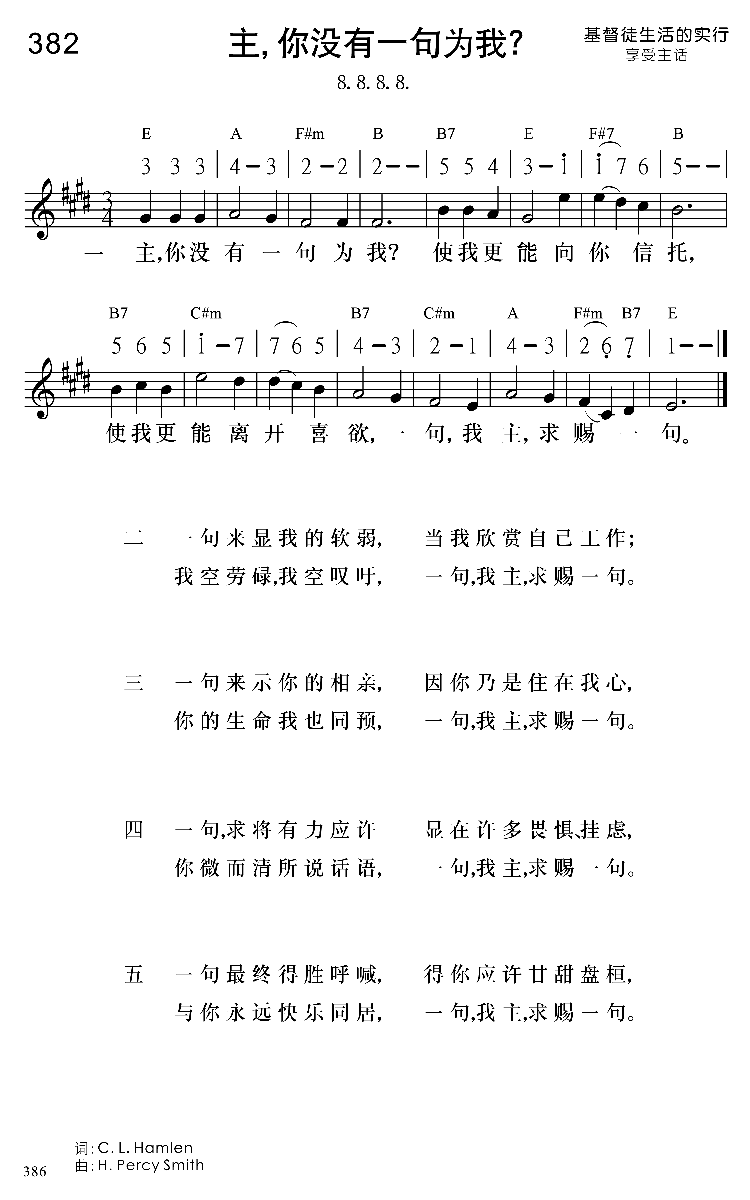 382
主,你没有一句为我?
基督徒生活的实行
享受主话
8. 8. 8. 8.
E A F#m B B7 E F#7 B
3 3 3 | 4 – 3 | 2 – 2 | 2 – – | 5 5 4 | 3 – i | i 7 6 | 5 – –
3/4
一 主,你没有一句为我? 使我更能向你信托,
B7 C#m B7 C#m A F#m B7 E
5 6 5 | i – 7 | 7 6 5 | 4 – 3 | 2 – 1 | 4 – 3 | 2 6̣ 7̣ | 1 – – ‖
使我更能离开喜欲,一句,我主,求赐一句。
二 一句来显我的软弱, 当我欣赏自己工作;
我空劳碌,我空叹吁, 一句,我主,求赐一句。
三 一句来示你的相亲, 因你乃是住在我心,
你的生命我也同预, 一句,我主,求赐一句。
四 一句,求将有力应许 显在许多畏惧、挂虑,
你微而清所说话语, 一句,我主,求赐一句。
五 一句最终得胜呼喊, 得你应许甘甜盘桓,
与你永远快乐同居, 一句,我主,求赐一句。
词: C. L. Hamlen
曲: H. Percy Smith
386